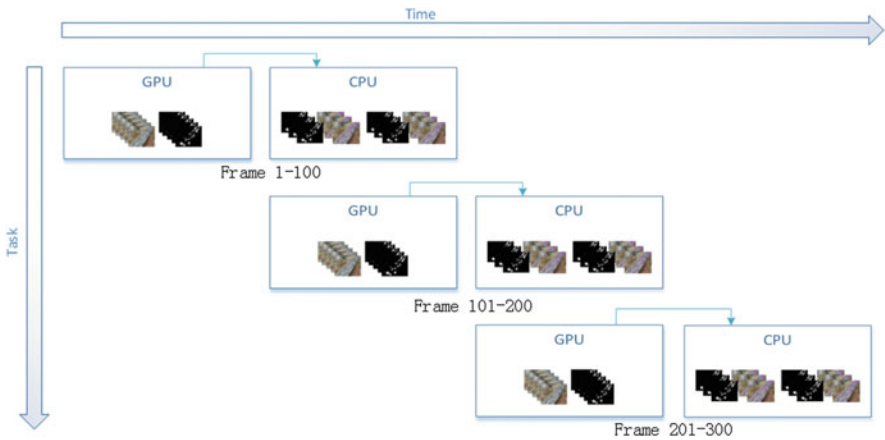 Time
Task
GPU
CPU
Frame 1-100
GPU
CPU
Frame 101-200
GPU
CPU
Frame 201-300